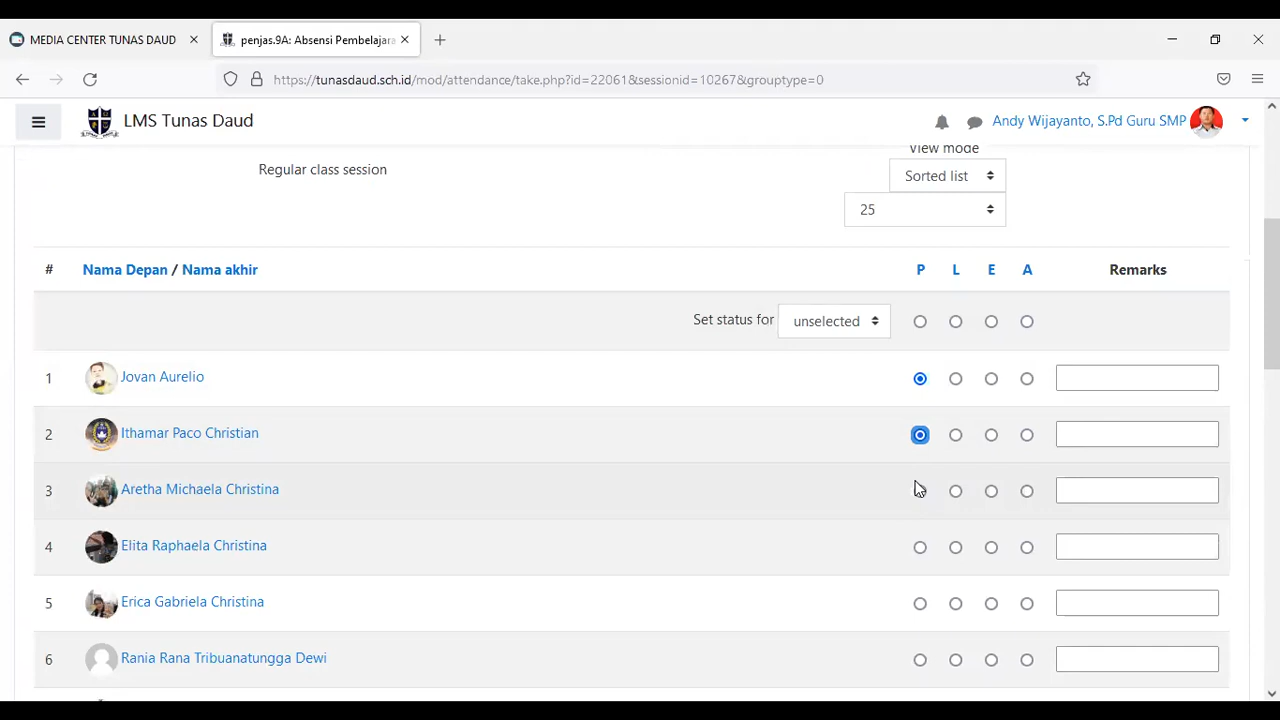 MEDIA CENTER TUNAS DAUD
penjas.9A: Absensi Pembelajara
https://tunasdaud.sch.id/mod/attendance/take.php?id=22061&sessionid=10267&grouptype=0
LMS Tunas Daud
Andy Wijayanto, S.Pd Guru SMP
View mode
Regular class session
Sorted list
25
# Nama Depan / Nama akhir P L E A Remarks
Set status for unselected
1 Jovan Aurelio
2 Ithamar Paco Christian
3 Aretha Michaela Christina
4 Elita Raphaela Christina
5 Erica Gabriela Christina
6 Rania Rana Tribuanatungga Dewi